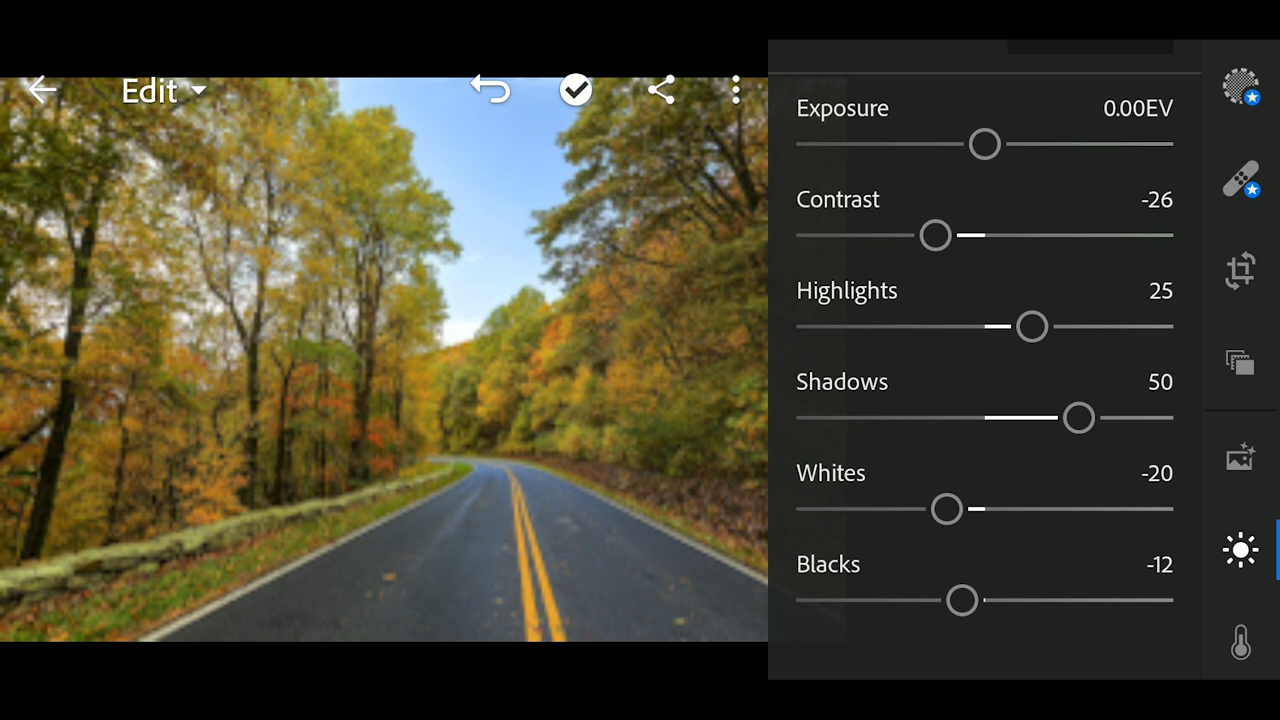 Edit
Exposure 0.00EV
Contrast -26
Highlights 25
Shadows 50
Whites -20
Blacks -12